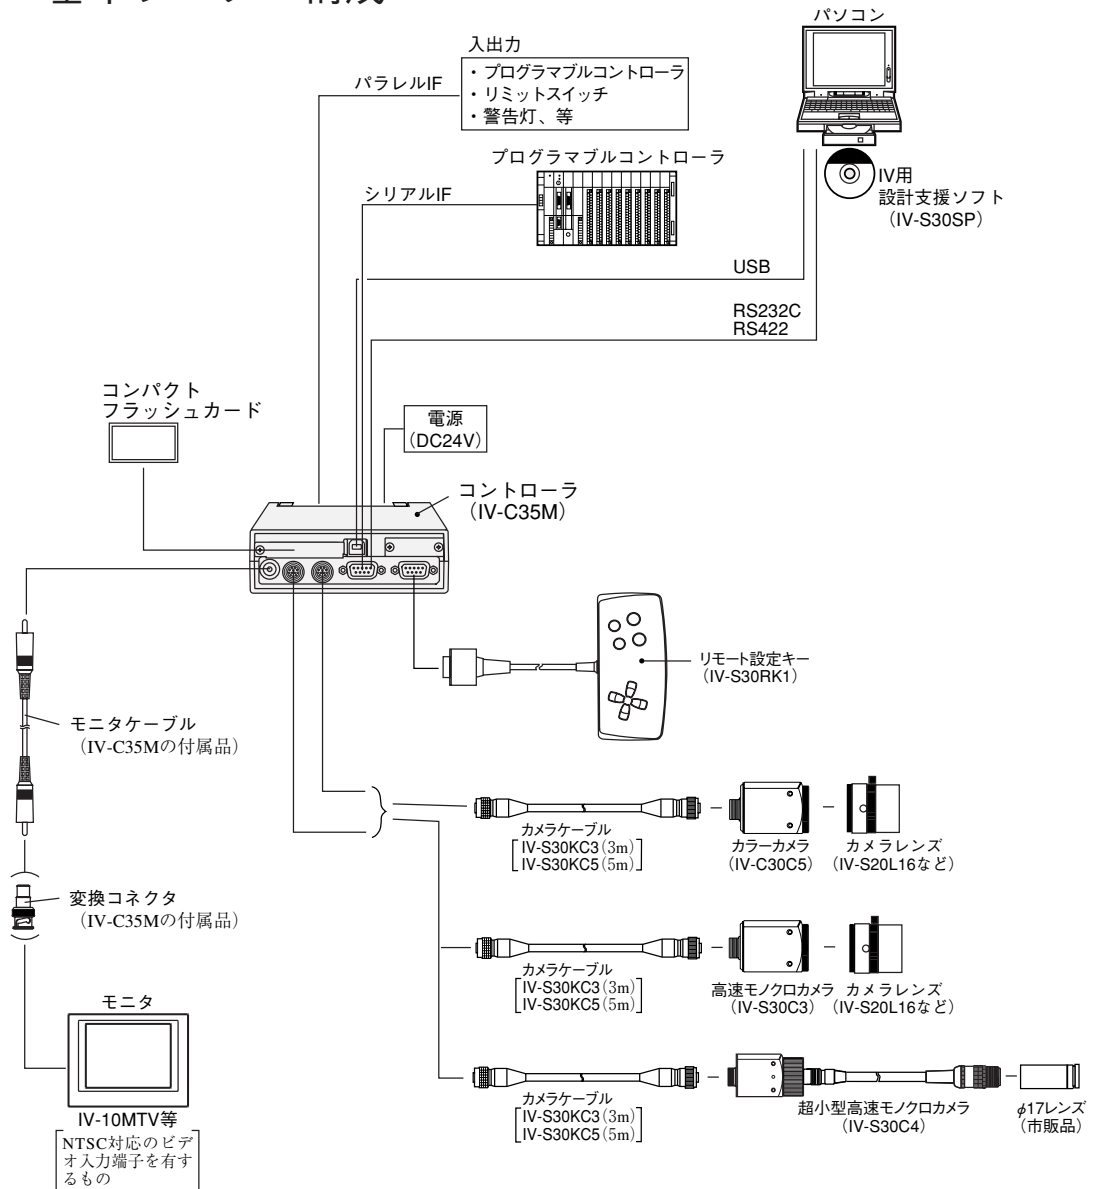 パソコン
入出力
・プログラマブルコントローラ
・リミットスイッチ
・警告灯、等
パラレルIF
プログラマブルコントローラ
シリアルIF
IV用
設計支援ソフト
（IV-S30SP）
USB
RS232C
RS422
コンパクト
フラッシュカード
電源
（DC24V）
コントローラ
（IV-C35M）
リモート設定キー
（IV-S30RK1）
モニタケーブル
（IV-C35Mの付属品）
カメラケーブル
IV-S30KC3（3m）
IV-S30KC5（5m）
カラーカメラ
（IV-C30C5）
カメラレンズ
（IV-S20L16など）
変換コネクタ
（IV-C35Mの付属品）
カメラケーブル
IV-S30KC3（3m）
IV-S30KC5（5m）
高速モノクロカメラ
（IV-S30C3）
カメラレンズ
（IV-S20L16など）
モニタ
IV-10MTV等
NTSC対応のビデ
オ入力端子を有す
るもの
カメラケーブル
IV-S30KC3（3m）
IV-S30KC5（5m）
超小型高速モノクロカメラ
（IV-S30C4）
φ17レンズ
（市販品）